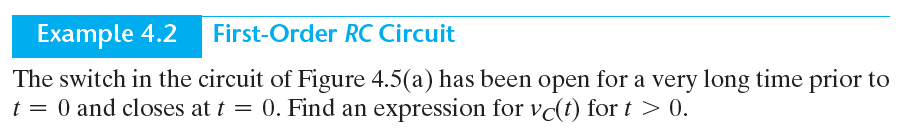 Example 4.2 First-Order RC Circuit
The switch in the circuit of Figure 4.5(a) has been open for a very long time prior to
t = 0 and closes at t = 0. Find an expression for vC(t) for t > 0.